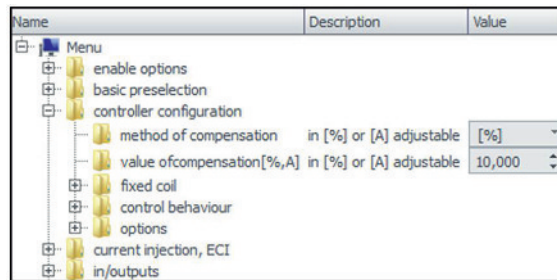 Name Description Value
Menu
enable options
basic preselection
controller configuration
method of compensation in [%] or [A] adjustable [%]
value ofcompensation[%,A] in [%] or [A] adjustable 10,000
fixed coil
control behaviour
options
current injection, ECI
in/outputs